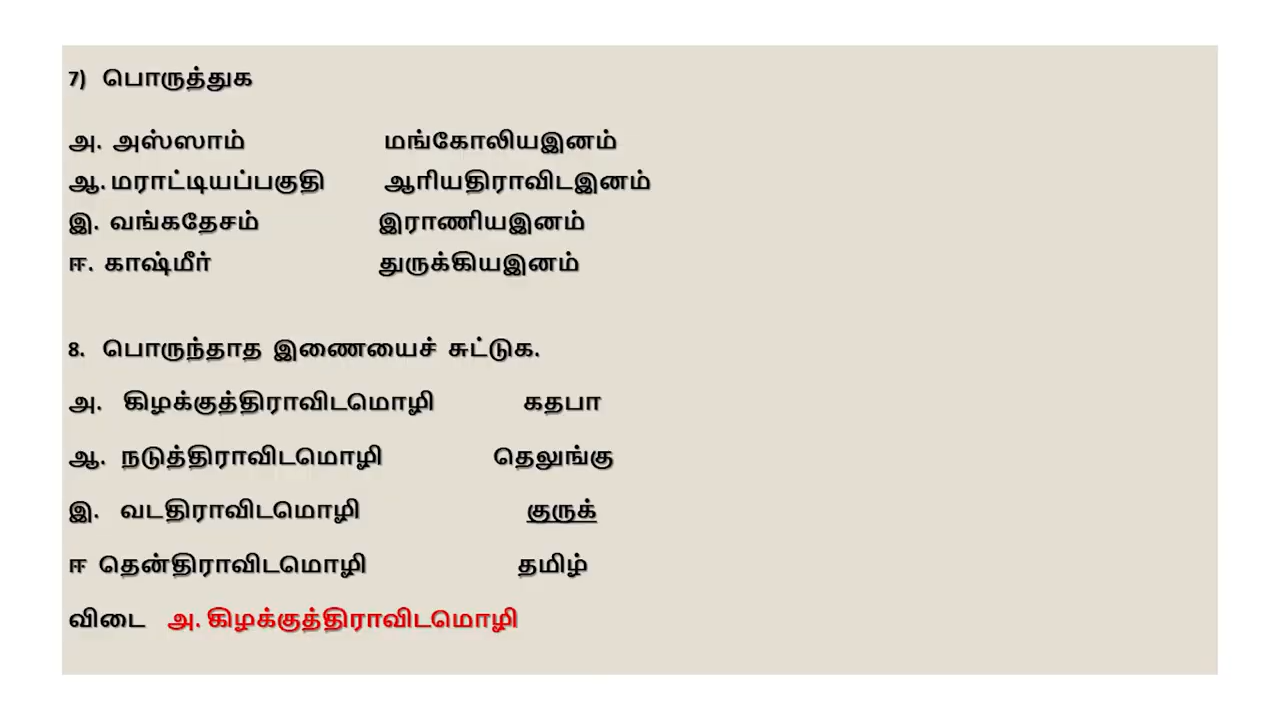 7) பொருத்துக
அ. அஸ்ஸாம் மங்கோலியஇனம்
ஆ. மராட்டியப்பகுதி ஆரியதிராவிடஇனம்
இ. வங்கதேசம் இராணியஇனம்
ஈ. காஷ்மீர் துருக்கியஇனம்
8. பொருந்தாத இணையைச் சுட்டுக.
அ. கிழக்குத்திராவிடமொழி கதபா
ஆ. நடுத்திராவிடமொழி தெலுங்கு
இ. வடதிராவிடமொழி குருக்
ஈ தென்திராவிடமொழி தமிழ்
விடை அ. கிழக்குத்திராவிடமொழி